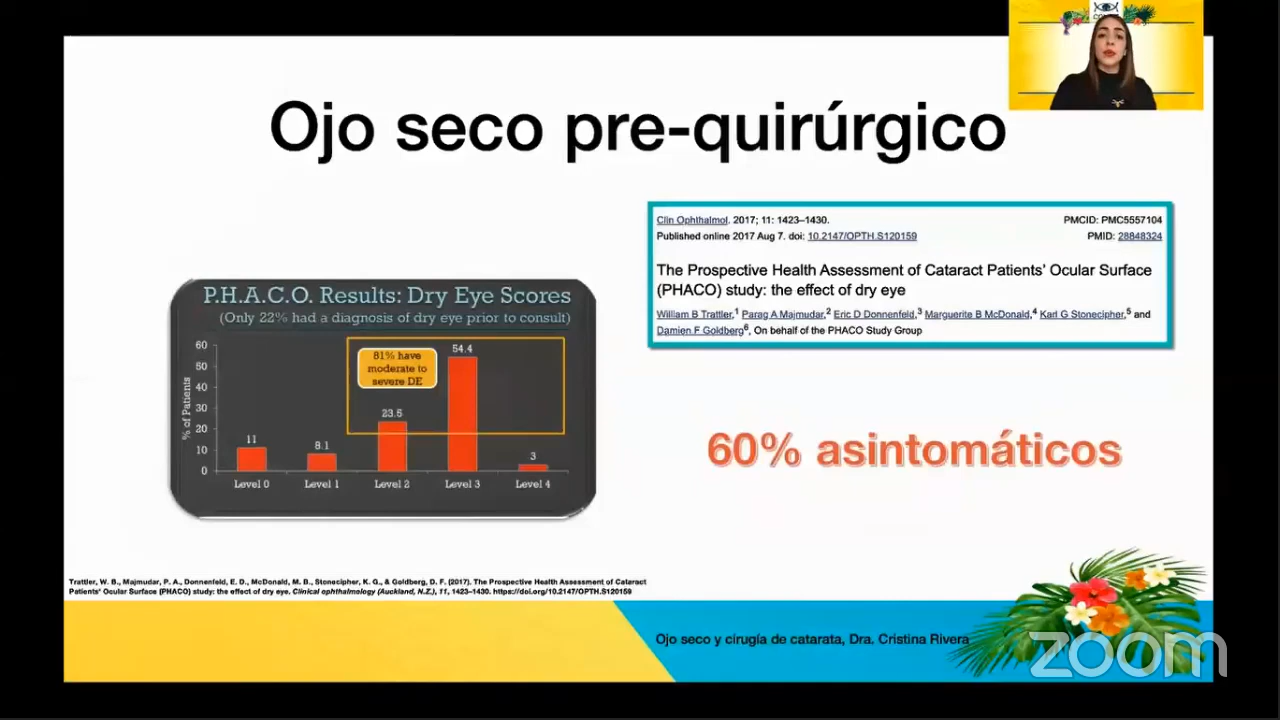 Ojo seco pre-quirúrgico
Clin Ophthalmol. 2017; 11: 1423–1430.
PMCID: PMC5557104
Published online 2017 Aug 7. doi: 10.2147/OPTH.S120159
PMID: 28848324
The Prospective Health Assessment of Cataract Patients’ Ocular Surface
(PHACO) study: the effect of dry eye
William B Trattler,1 Parag A Majmudar,2 Eric D Donnenfeld,3 Marguerite B McDonald,4 Karl G Stonecipher,5 and
Damien F Goldberg6, On behalf of the PHACO Study Group
P.H.A.C.O. Results: Dry Eye Scores
(Only 22% had a diagnosis of dry eye prior to consult)
% of Patients
60
50
40
30
20
10
0
81% have
moderate to
severe DE
11
8.1
23.5
54.4
3
Level 0
Level 1
Level 2
Level 3
Level 4
60% asintomáticos
Trattler, W. B., Majmudar, P. A., Donnenfeld, E. D., McDonald, M. B., Stonecipher, K. G., & Goldberg, D. F. (2017). The Prospective Health Assessment of Cataract
Patients' Ocular Surface (PHACO) study: the effect of dry eye. Clinical ophthalmology (Auckland, N.Z.), 11, 1423–1430. https://doi.org/10.2147/OPTH.S120159
Ojo seco y cirugía de catarata, Dra. Cristina Rivera
zoom